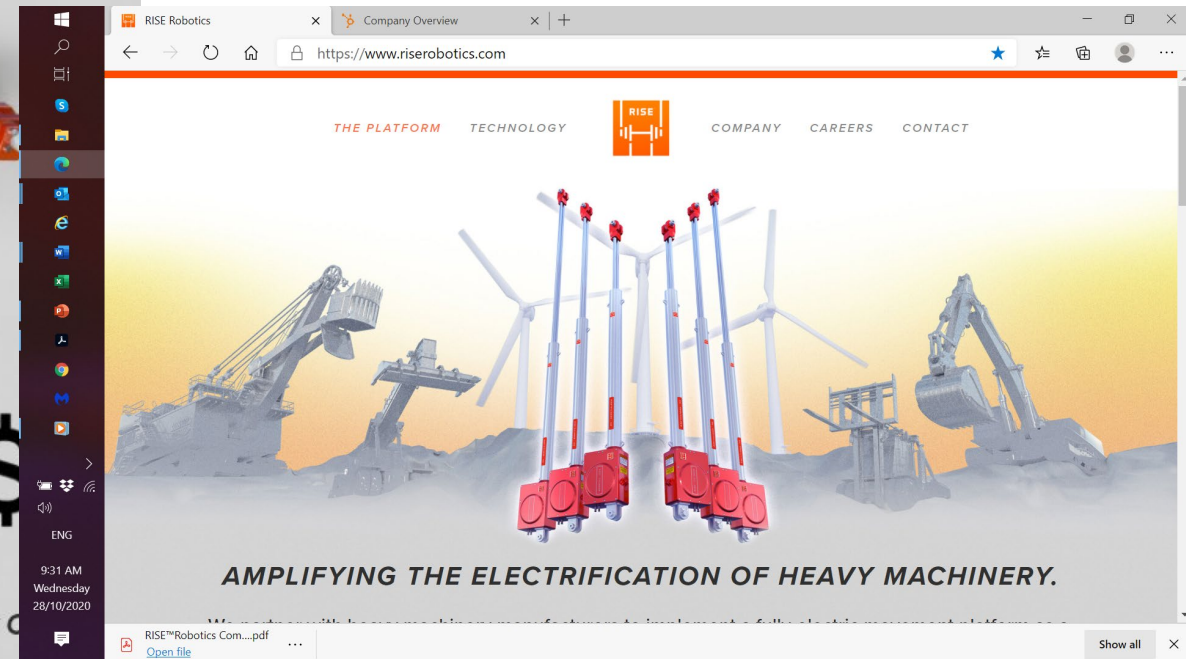 RISE Robotics
Company Overview
https://www.riserobotics.com
THE PLATFORM
TECHNOLOGY
RISE
COMPANY
CAREERS
CONTACT
AMPLIFYING THE ELECTRIFICATION OF HEAVY MACHINERY.
ENG
9:31 AM
Wednesday
28/10/2020
RISE™Robotics Com....pdf
Open file
Show all